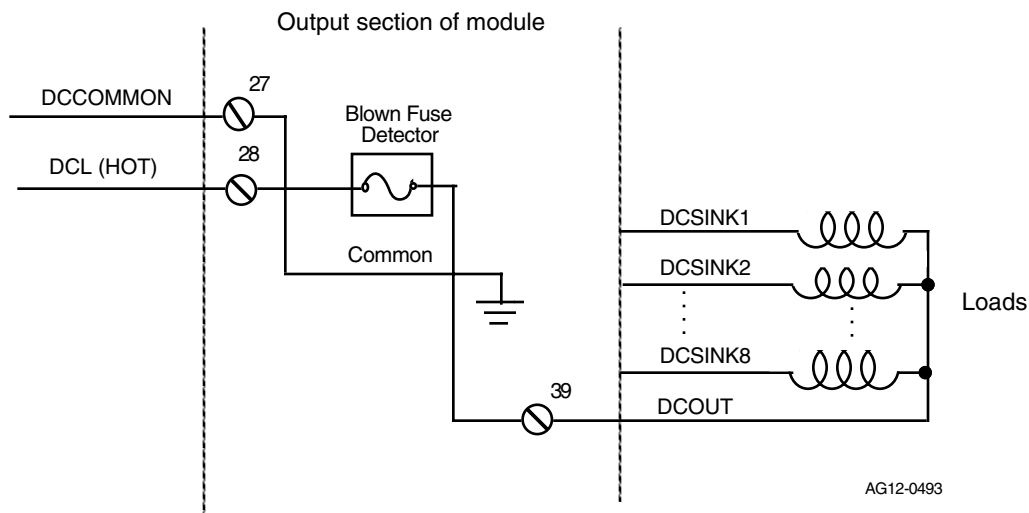 Output section of module
27
DCCOMMON
Blown Fuse
Detector
28
DCL (HOT)
DCSINK1
Common
DCSINK2
Loads
DCSINK8
39
DCOUT
AG12-0493